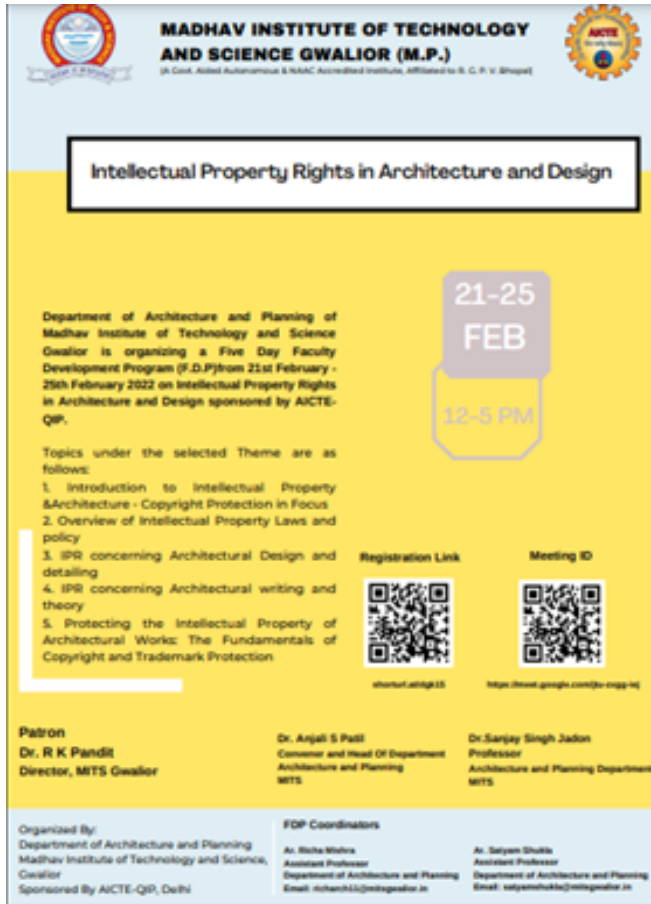 MADHAV INSTITUTE OF TECHNOLOGY
AND SCIENCE GWALIOR (M.P.)
(A Govt. Aided Autonomous & NAAC Accredited Institute, Affiliated to R. G. P. V. Bhopal)
AICTE
Intellectual Property Rights in Architecture and Design
21-25
FEB
12-5 PM
Department of Architecture and Planning of
Madhav Institute of Technology and Science
Gwalior is organizing a Five Day Faculty
Development Program (F.D.P)from 21st February -
25th February 2022 on Intellectual Property Rights
in Architecture and Design sponsored by AICTE-
QIP.
Topics under the selected Theme are as
follows:
1. Introduction to Intellectual Property
&Architecture - Copyright Protection in Focus
2. Overview of Intellectual Property Laws and
policy
3. IPR concerning Architectural Design and
detailing
4. IPR concerning Architectural writing and
theory
5. Protecting the Intellectual Property of
Architectural Works: The Fundamentals of
Copyright and Trademark Protection
Registration Link
Meeting ID
Patron
Dr. R K Pandit
Director, MITS Gwalior
Dr. Anjali S Patil
Convener and Head Of Department
Architecture and Planning
MITS
Dr.Sanjay Singh Jadon
Professor
Architecture and Planning Department
MITS
Organized By:
Department of Architecture and Planning
Madhav Institute of Technology and Science,
Gwalior
Sponsored By AICTE-QIP, Delhi
FDP Coordinators
Ar. Richa Mishra
Assistant Professor
Department of Architecture and Planning
Email: richarch11@mitsgwalior.in
Ar. Satyam Shukla
Assistant Professor
Department of Architecture and Planning
Email: satyamshukla@mitsgwalior.in